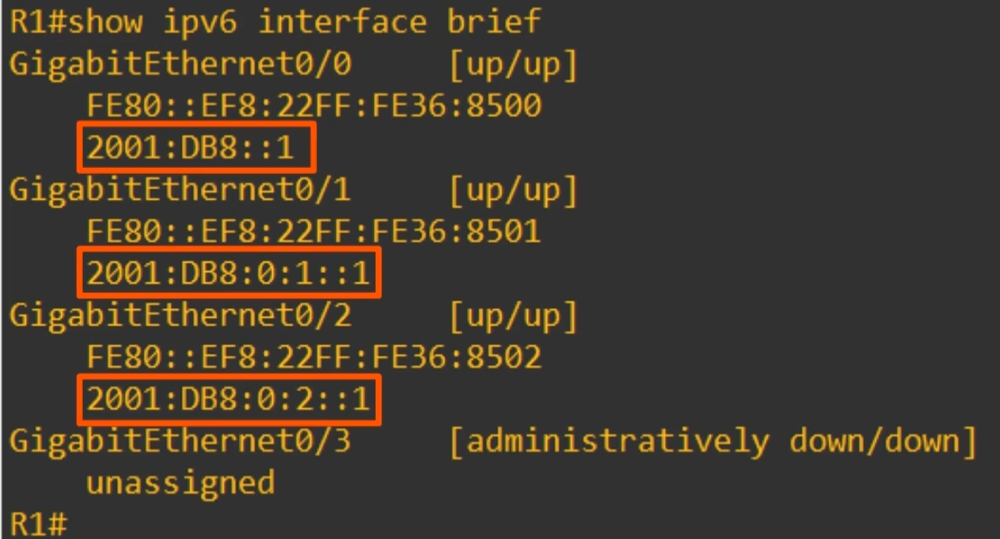 R1#show ipv6 interface brief
GigabitEthernet0/0     [up/up]
    FE80::EF8:22FF:FE36:8500
    2001:DB8::1
GigabitEthernet0/1     [up/up]
    FE80::EF8:22FF:FE36:8501
    2001:DB8:0:1::1
GigabitEthernet0/2     [up/up]
    FE80::EF8:22FF:FE36:8502
    2001:DB8:0:2::1
GigabitEthernet0/3     [administratively down/down]
    unassigned
R1#